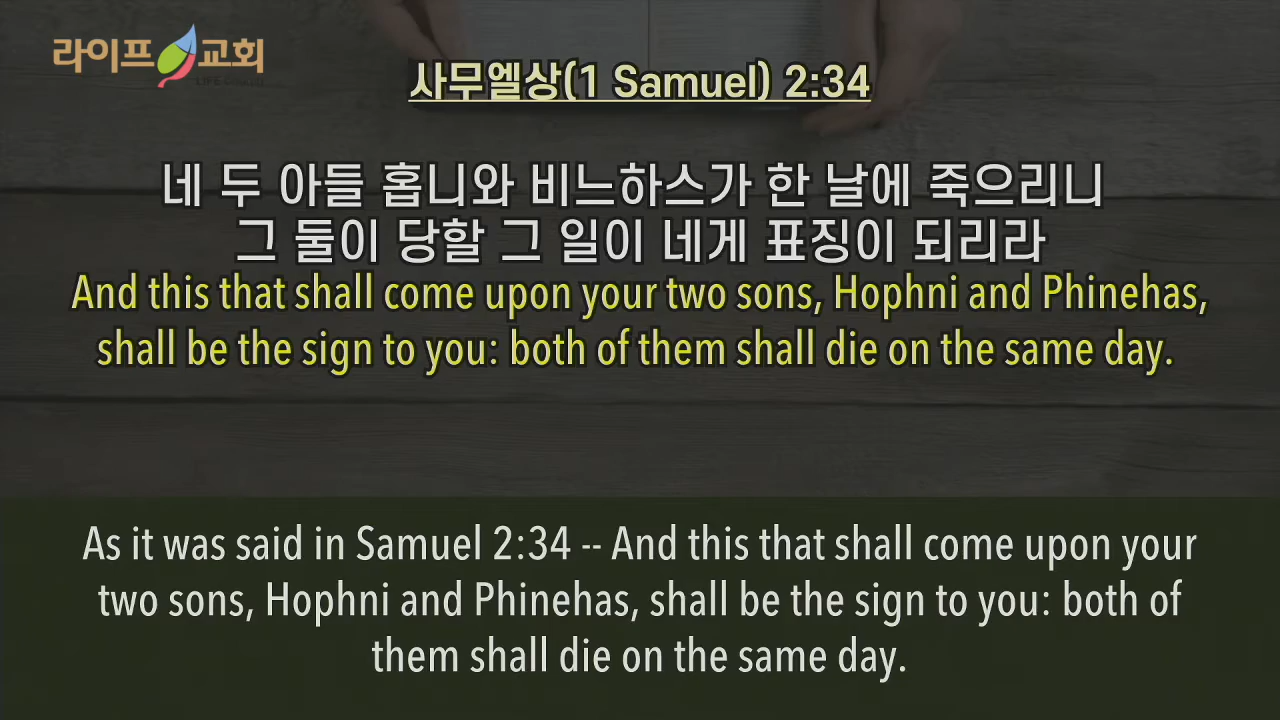 라이프교회
사무엘상(1 Samuel) 2:34
네 두 아들 홉니와 비느하스가 한 날에 죽으리니
그 둘이 당할 그 일이 네게 표징이 되리라
And this that shall come upon your two sons, Hophni and Phinehas,
shall be the sign to you: both of them shall die on the same day.
As it was said in Samuel 2:34 -- And this that shall come upon your
two sons, Hophni and Phinehas, shall be the sign to you: both of
them shall die on the same day.